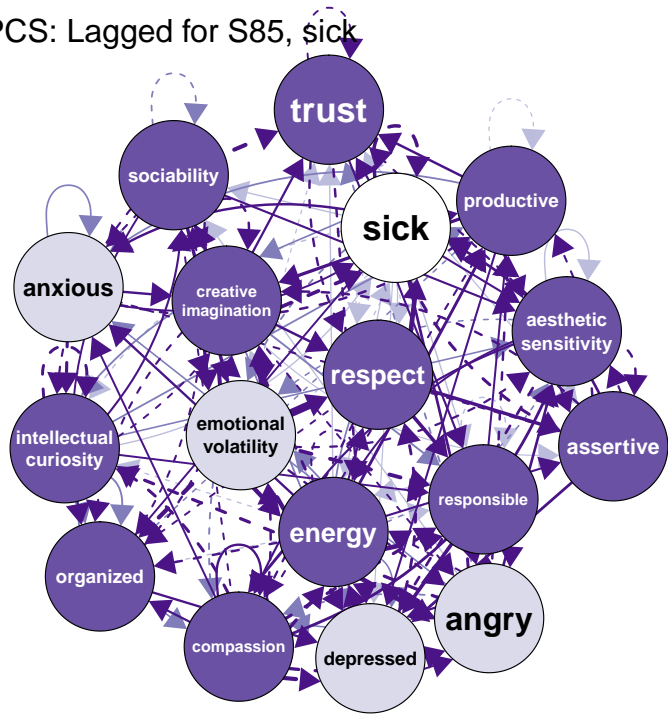 PCS: Lagged for S85, sick
trust
sociability
productive
sick
anxious
creative
imagination
aesthetic
sensitivity
respect
emotional
volatility
intellectual
curiosity
assertive
responsible
energy
organized
angry
compassion
depressed